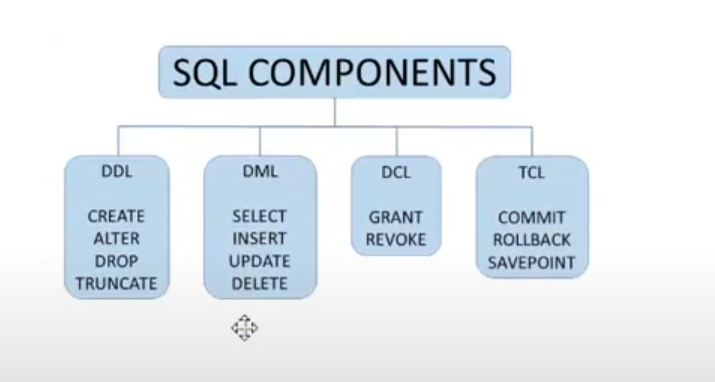 SQL COMPONENTS
DDL
CREATE
ALTER
DROP
TRUNCATE
DML
SELECT
INSERT
UPDATE
DELETE
DCL
GRANT
REVOKE
TCL
COMMIT
ROLLBACK
SAVEPOINT